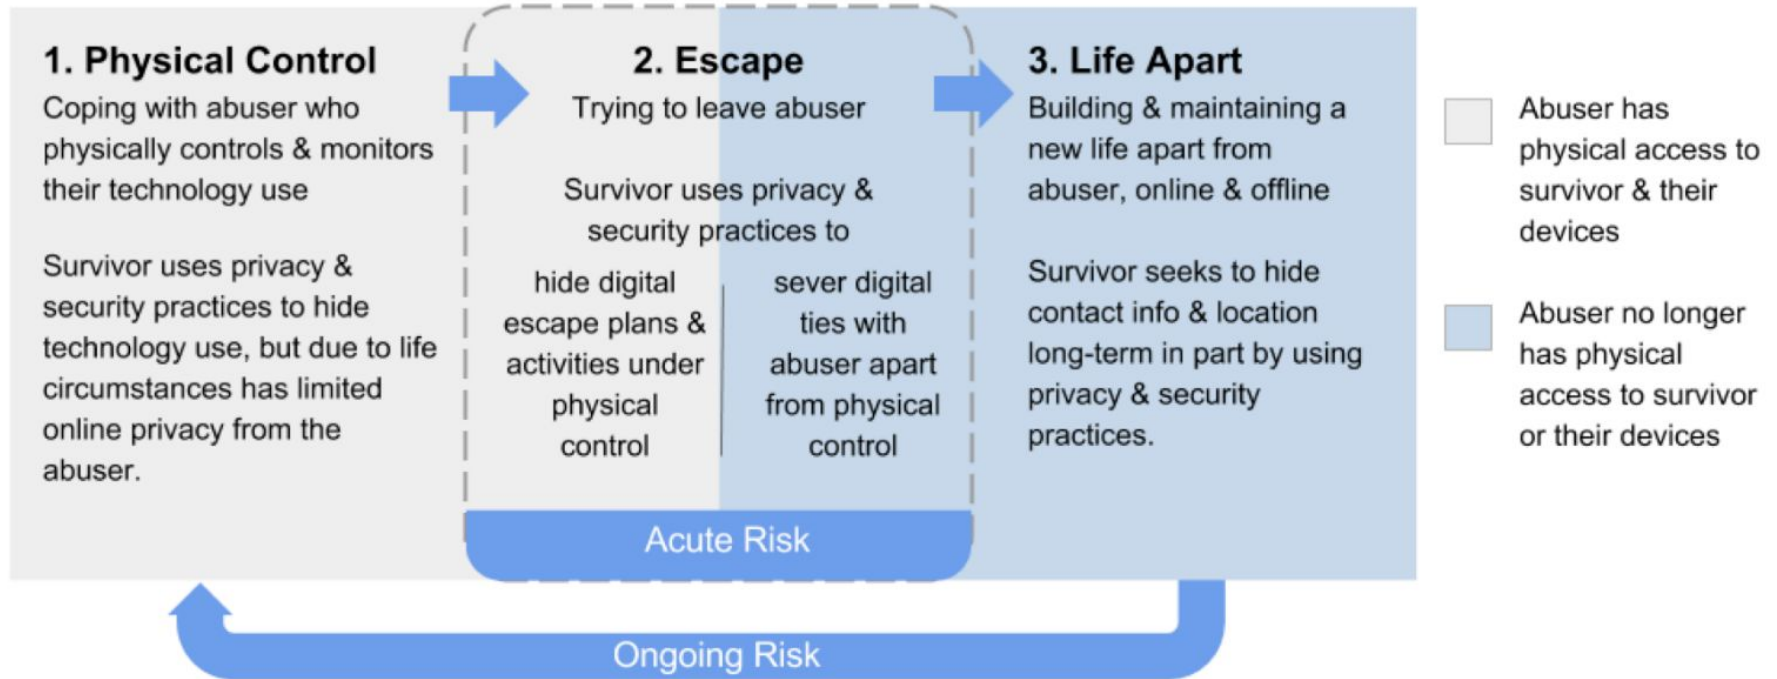 1. Physical Control
Coping with abuser who
physically controls & monitors
their technology use
Survivor uses privacy &
security practices to hide
technology use, but due to life
circumstances has limited
online privacy from the
abuser.
2. Escape
Trying to leave abuser
Survivor uses privacy &
security practices to
hide digital
escape plans &
activities under
physical
control
sever digital
ties with
abuser apart
from physical
control
Acute Risk
3. Life Apart
Building & maintaining a
new life apart from
abuser, online & offline
Survivor seeks to hide
contact info & location
long-term in part by using
privacy & security
practices.
Ongoing Risk
Abuser has
physical access to
survivor & their
devices
Abuser no longer
has physical
access to survivor
or their devices